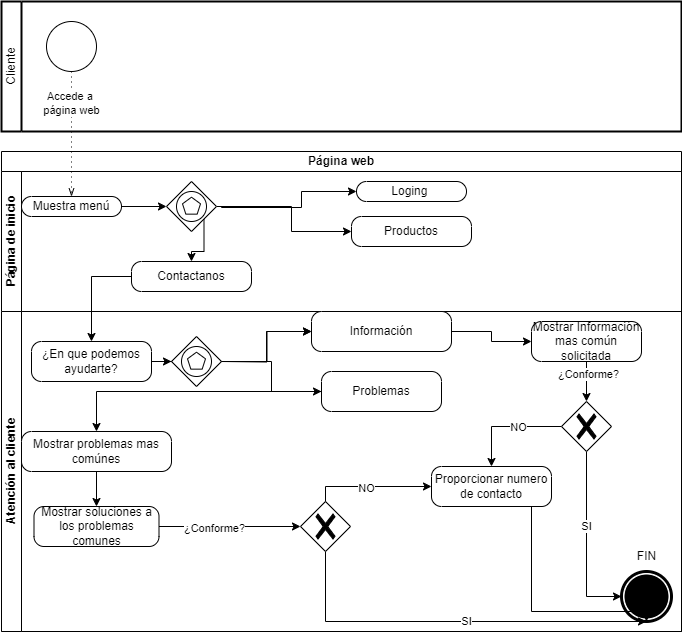 Cliente
Accede a
página web
Página web
Página de inicio
Muestra menú
Loging
Productos
Contactanos
Atención al cliente
¿En que podemos
ayudarte?
Información
Mostrar Información
mas común
solicitada
¿Conforme?
Problemas
Mostrar problemas mas
comúnes
NO
Proporcionar numero
de contacto
Mostrar soluciones a
los problemas
comunes
¿Conforme?
NO
SI
FIN
SI